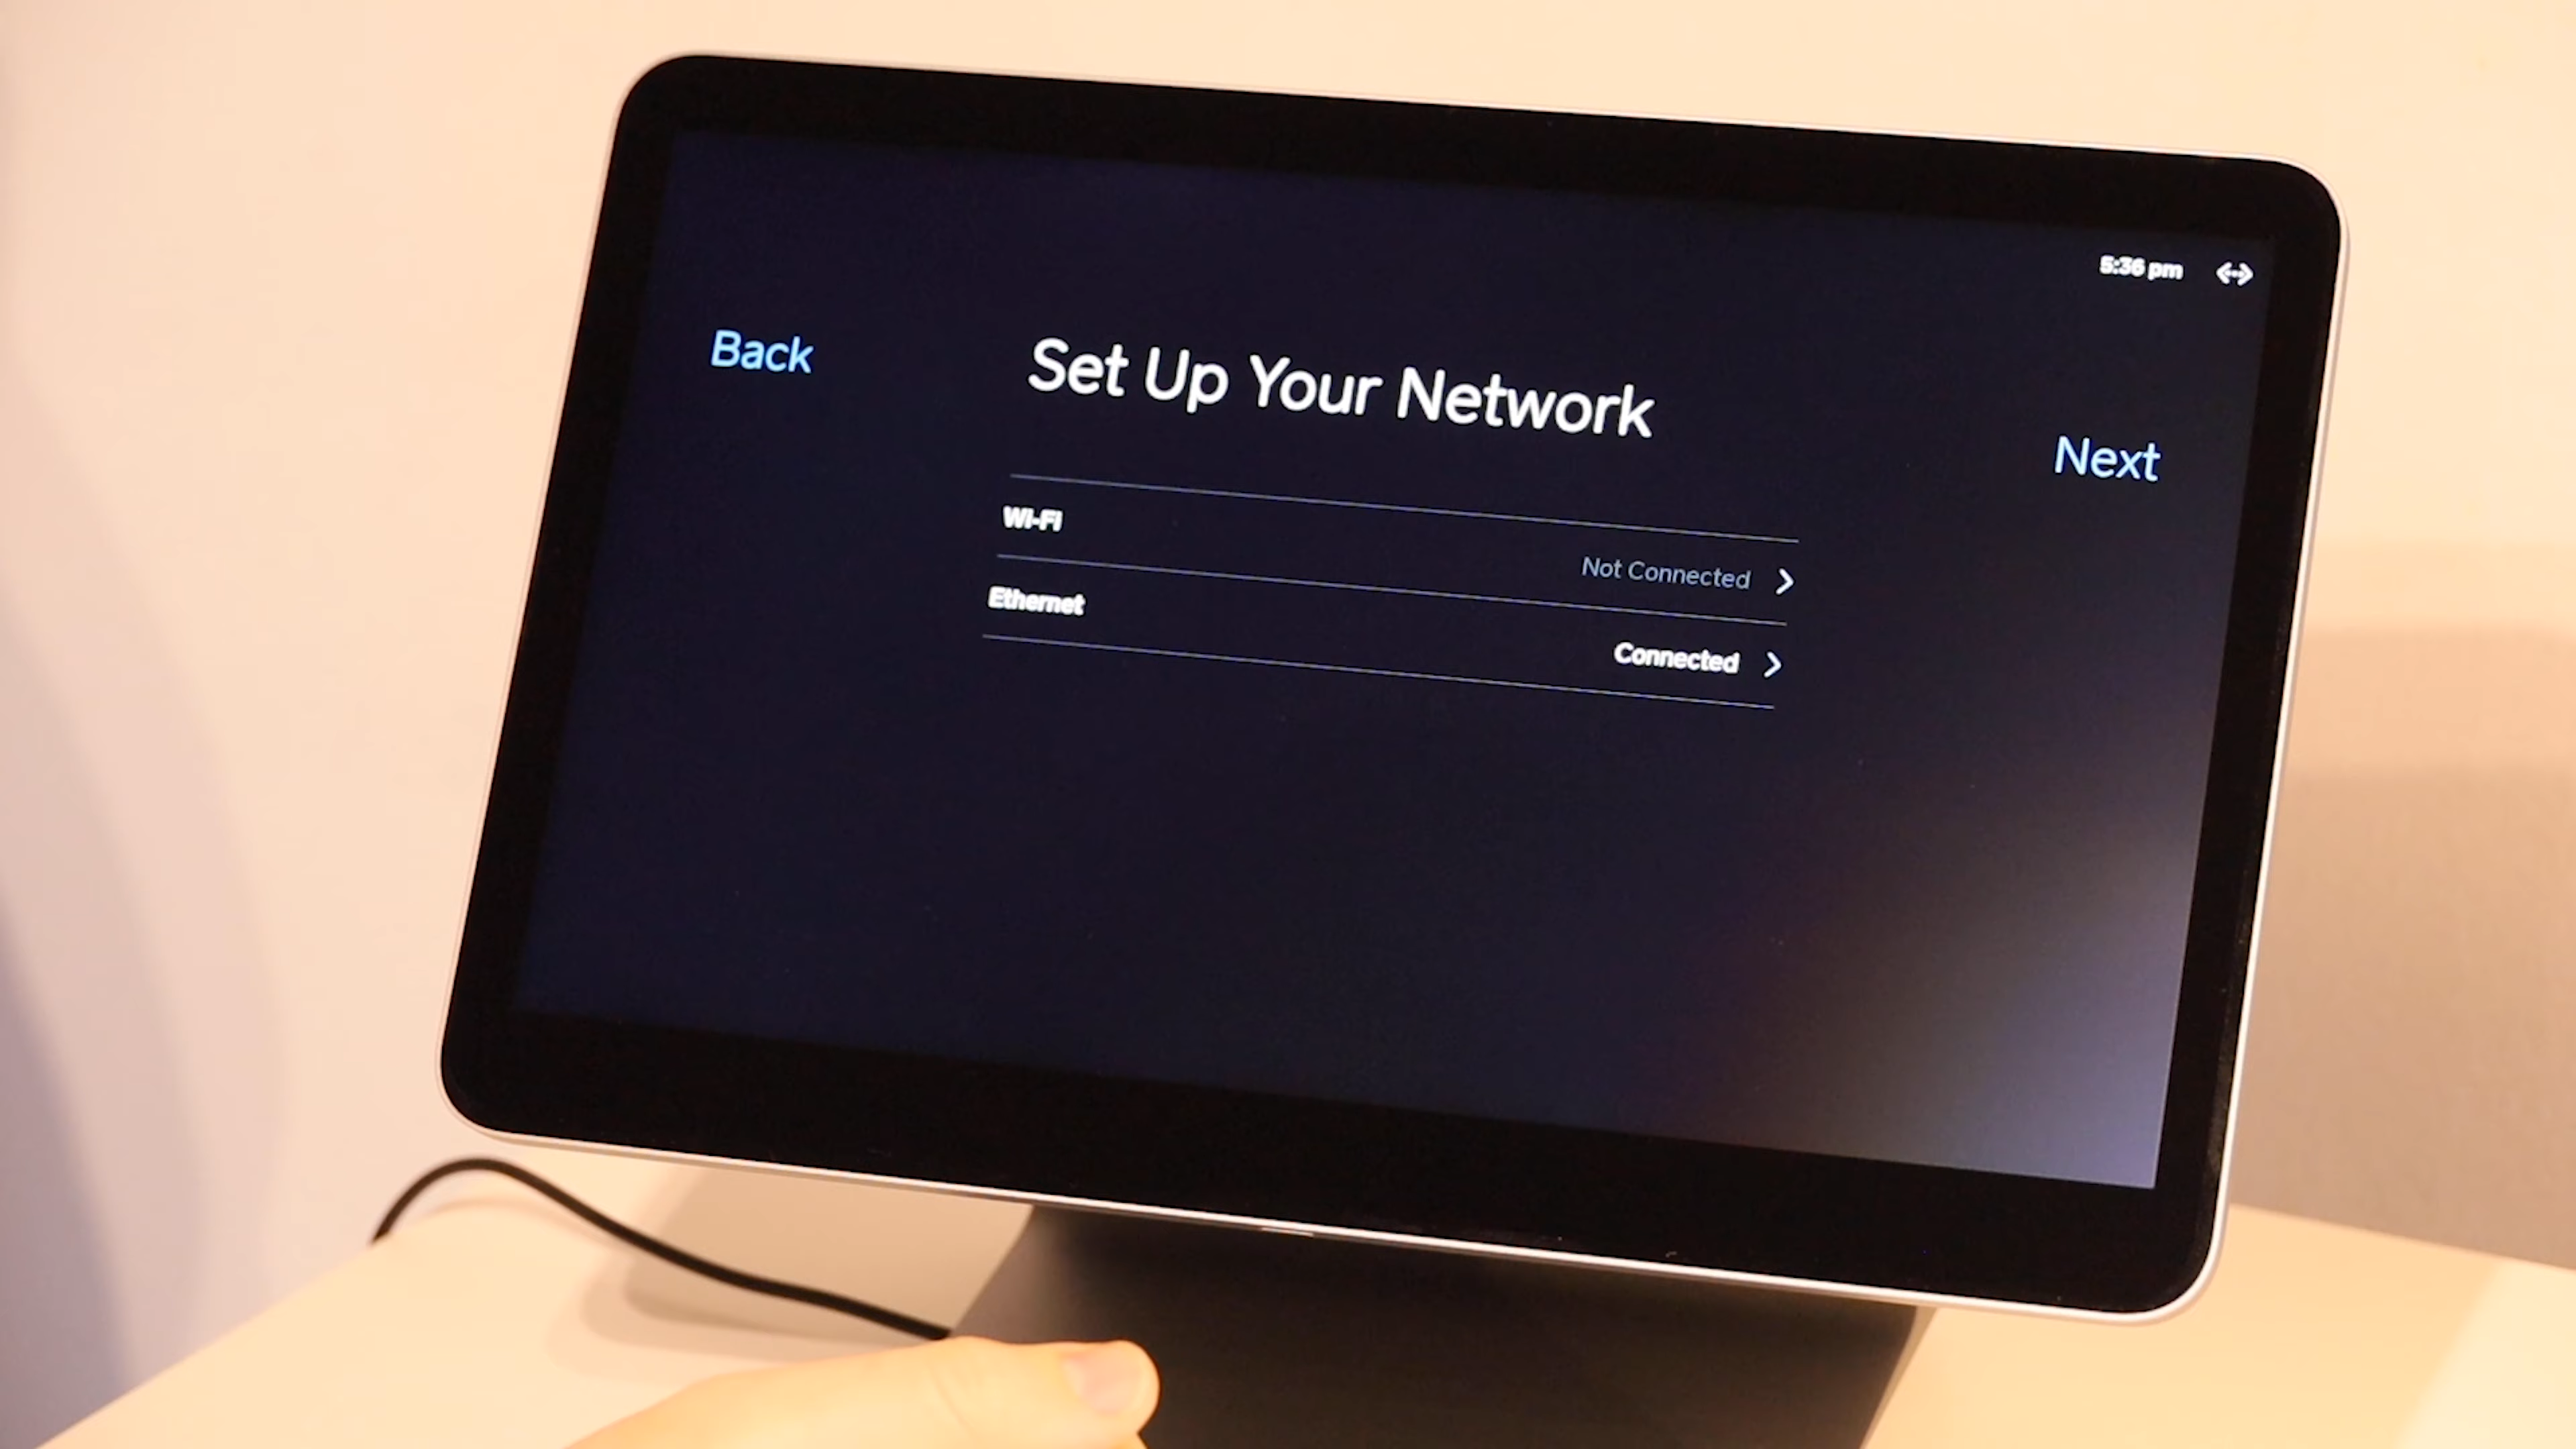 5:36 pm
Back
Set Up Your Network
Next
Wi-Fi
Not Connected
Ethernet
Connected